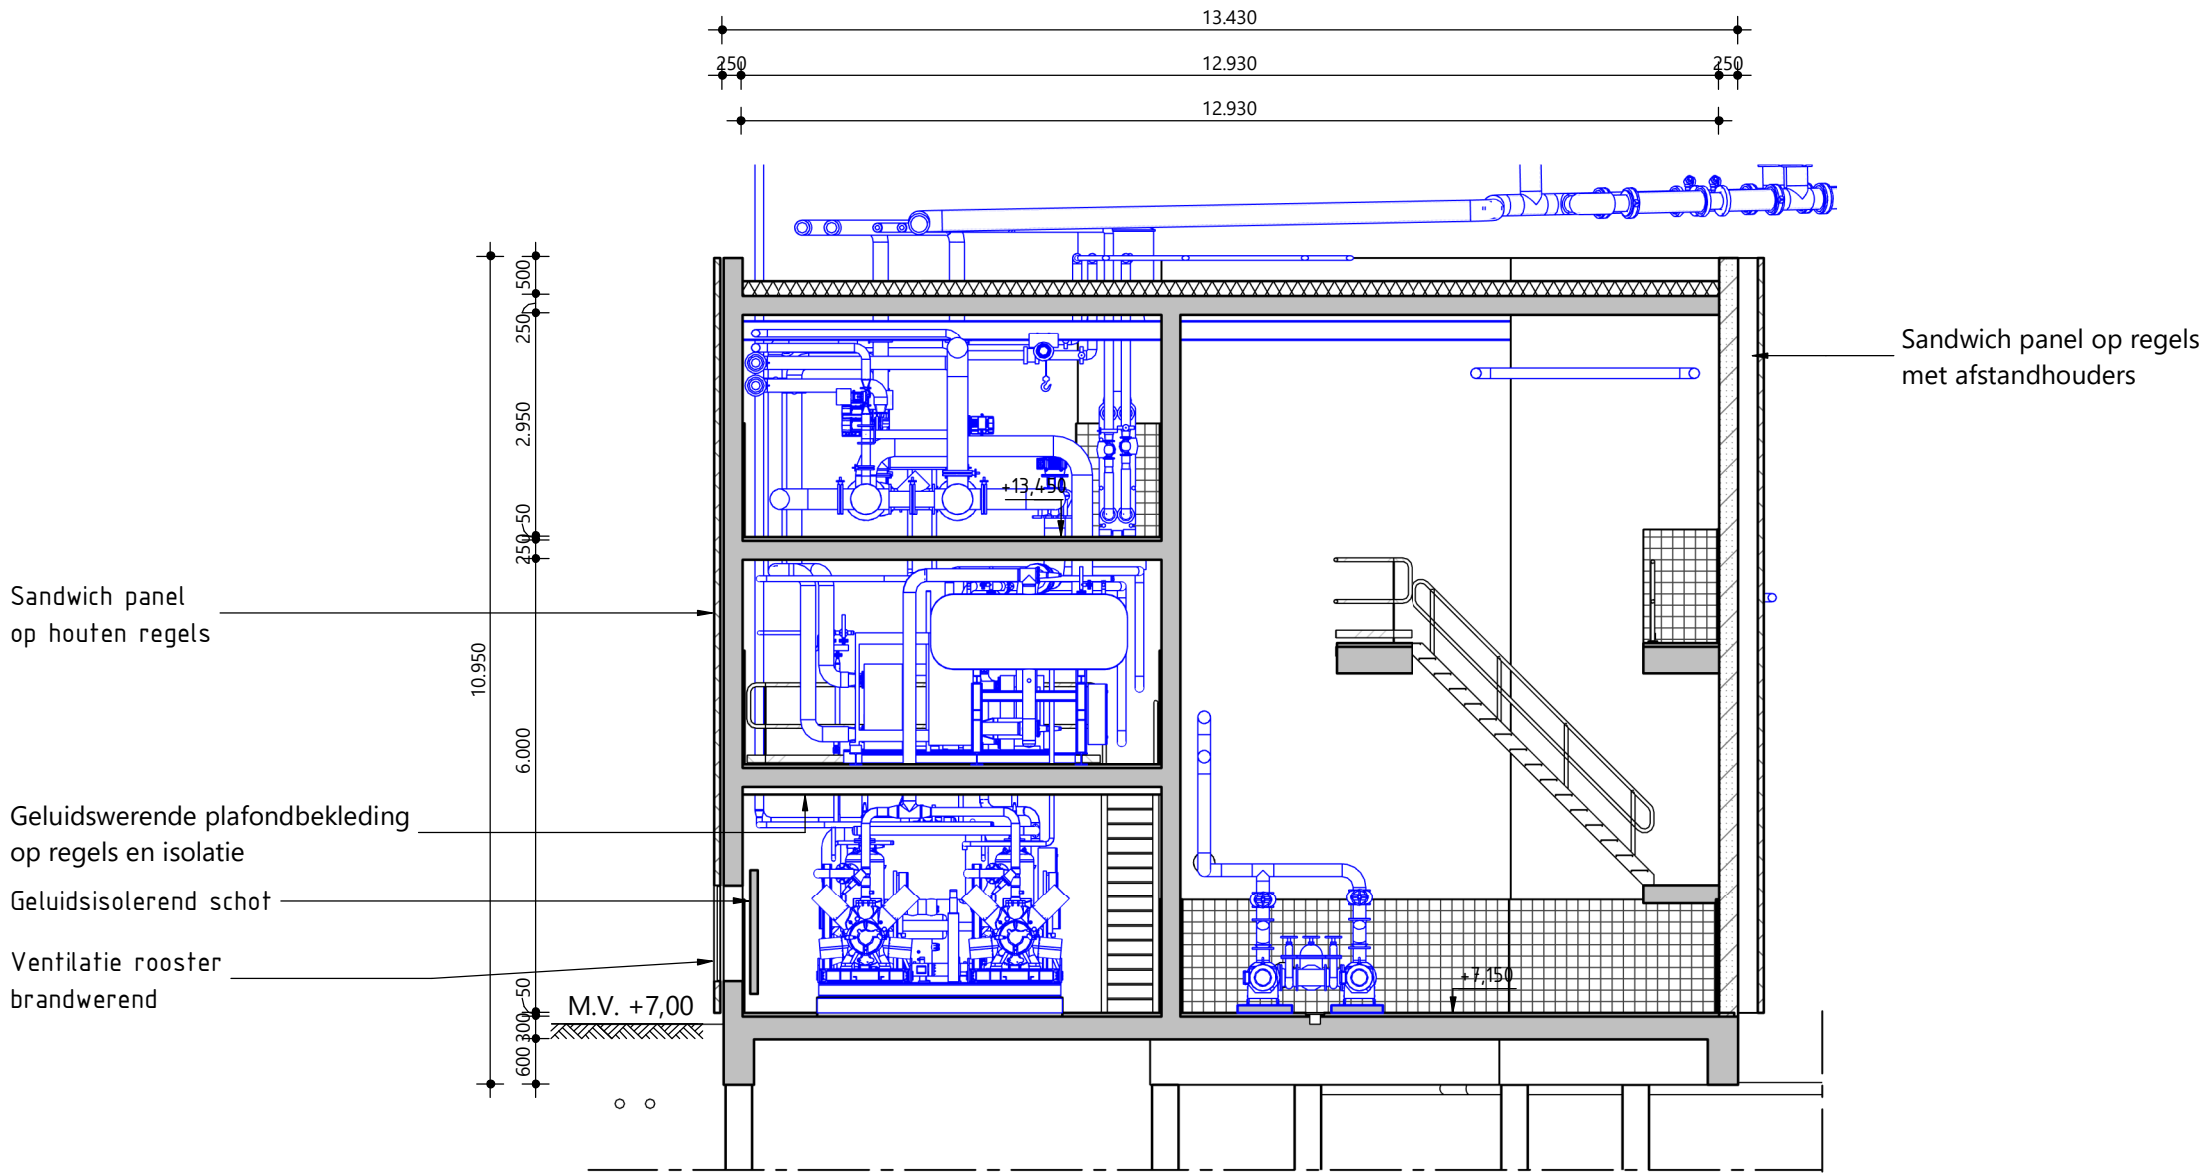 13.430
250
12.930
250
12.930
500
250
2.950
50
250
10.950
6.000
50
300
600
+13,450
+7,150
M.V. +7,00
Sandwich panel op regels
met afstandhouders
Sandwich panel
op houten regels
Geluidswerende plafondbekleding
op regels en isolatie
Geluidsisolerend schot
Ventilatie rooster
brandwerend